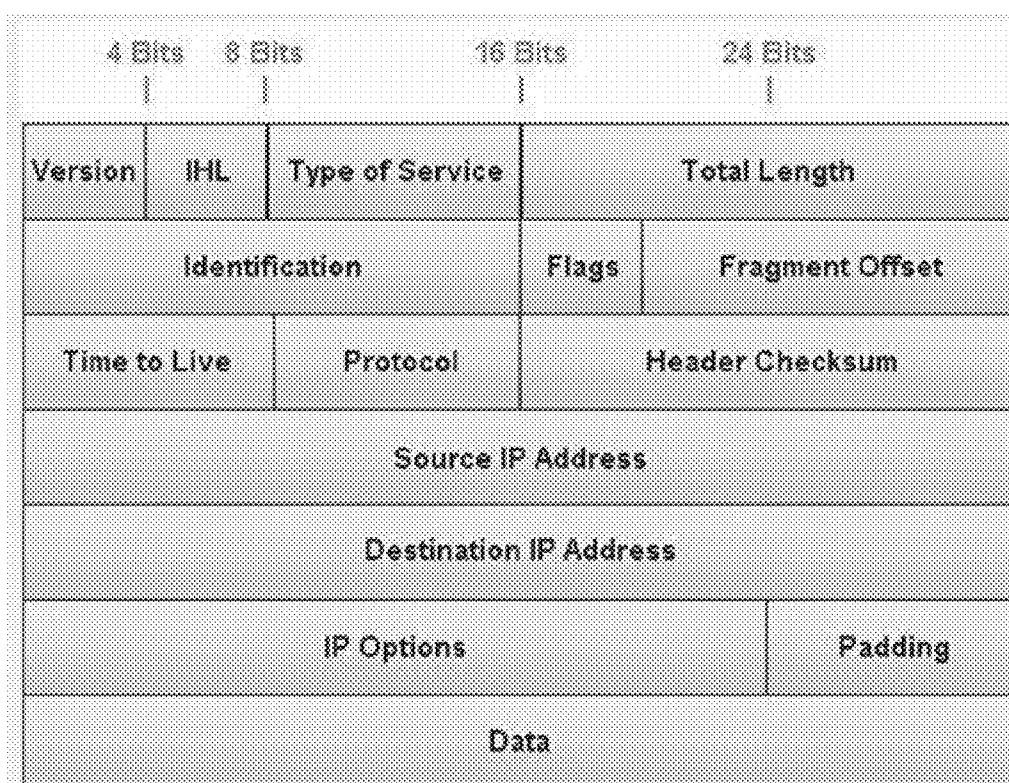 4 Bits 8 Bits 16 Bits 24 Bits
Version IHL Type of Service Total Length
Identification Flags Fragment Offset
Time to Live Protocol Header Checksum
Source IP Address
Destination IP Address
IP Options Padding
Data